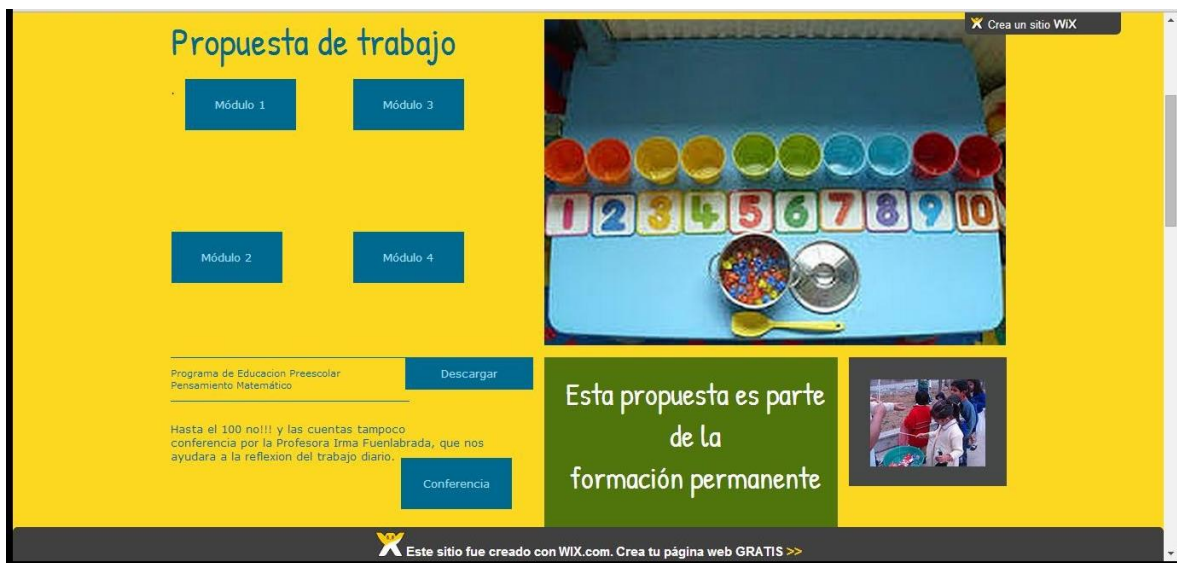 Crea un sitio WiX
Propuesta de trabajo
Módulo 1
Módulo 3
Módulo 2
Módulo 4
1 2 3 4 5 6 7 8 9 10
Programa de Educacion Preescolar
Pensamiento Matemático
Descargar
Hasta el 100 no!!! y las cuentas tampoco
conferencia por la Profesora Irma Fuenlabrada, que nos
ayudara a la reflexion del trabajo diario.
Conferencia
Esta propuesta es parte
de la
formación permanente
Este sitio fue creado con WIX.com. Crea tu página web GRATIS >>